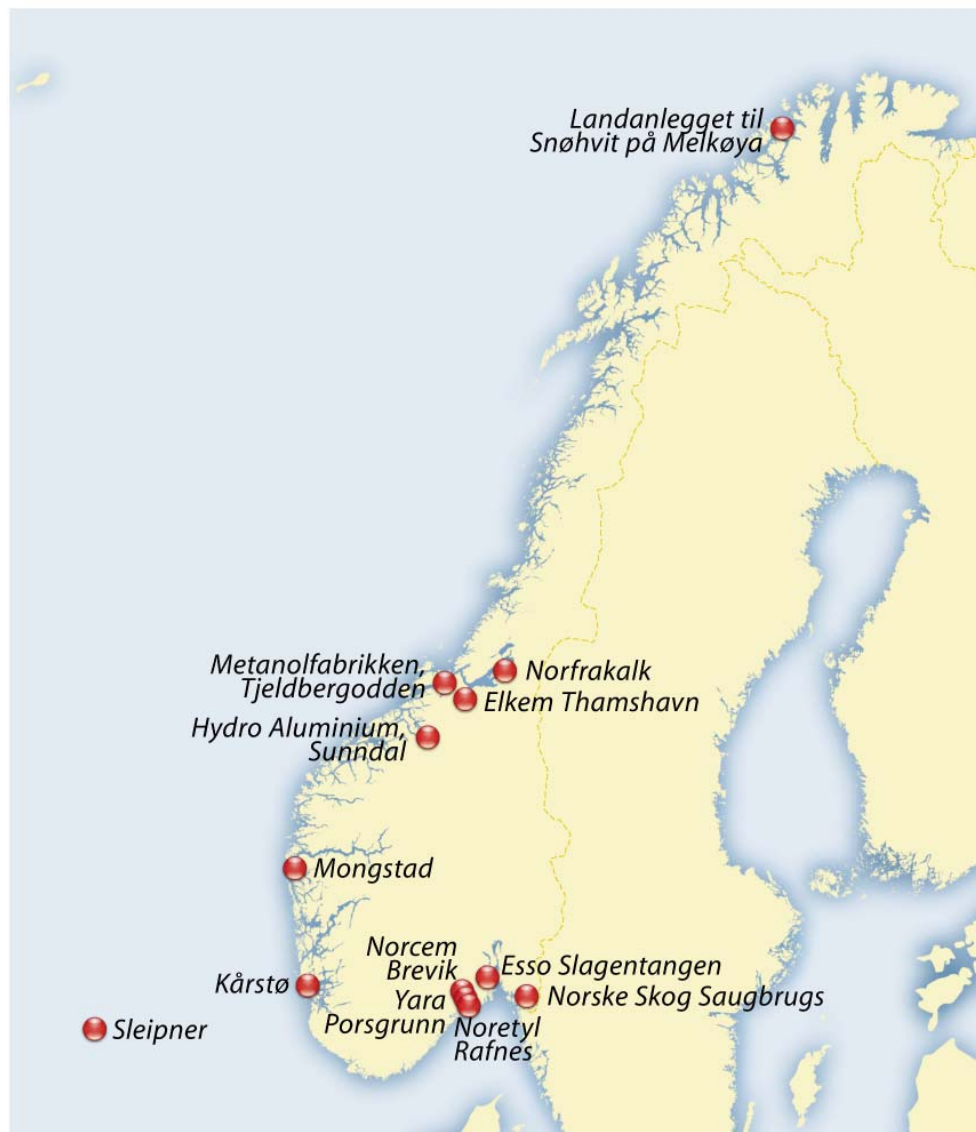 Landanlegget til
Snøhvit på Melkøya
Metanolfabrikken,
Tjeldbergodden
Norfrakalk
Elkem Thamshavn
Hydro Aluminium,
Sunndal
Mongstad
Norcem
Brevik
Esso Slagentangen
Kårstø
Yara
Porsgrunn
Norske Skog Saugbrugs
Noretyl
Rafnes
Sleipner